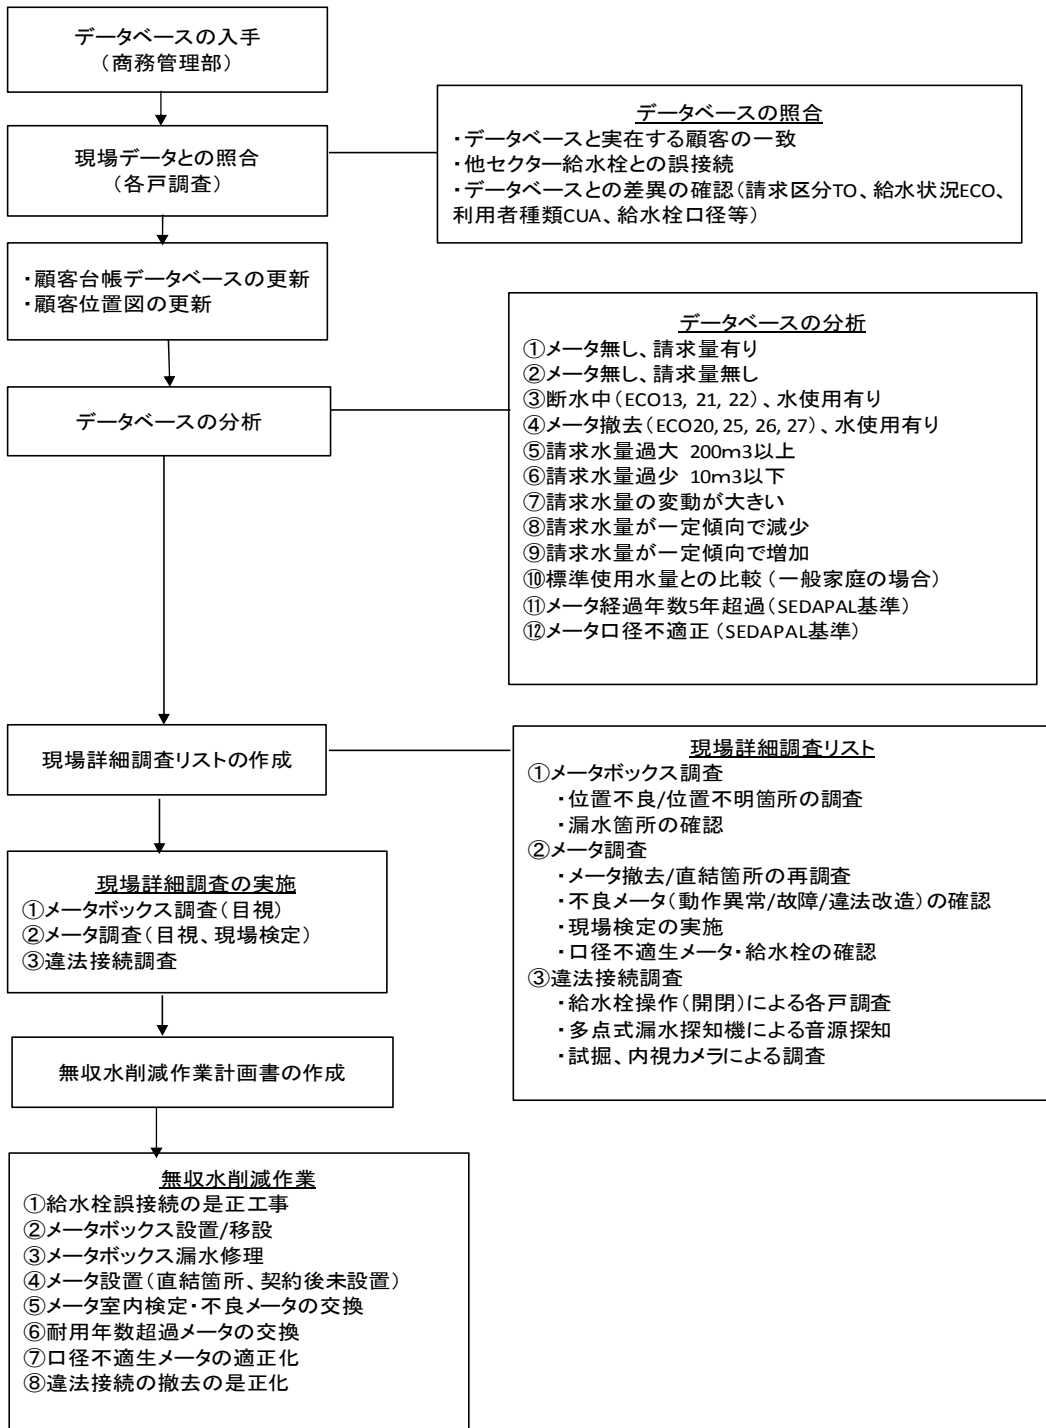 データベースの入手
（商務管理部）
現場データとの照合
（各戸調査）
データベースの照合
・データベースと実在する顧客の一致
・他セクター給水栓との誤接続
・データベースとの差異の確認（請求区分TO、給水状況ECO、
利用者種類CUA、給水栓口径等）
・顧客台帳データベースの更新
・顧客位置図の更新
データベースの分析
データベースの分析
①メータ無し、請求量有り
②メータ無し、請求量無し
③断水中（ECO13, 21, 22）、水使用有り
④メータ撤去（ECO20, 25, 26, 27）、水使用有り
⑤請求水量過大 200m3以上
⑥請求水量過少 10m3以下
⑦請求水量の変動が大きい
⑧請求水量が一定傾向で減少
⑨請求水量が一定傾向で増加
⑩標準使用水量との比較（一般家庭の場合）
⑪メータ経過年数5年超過（SEDAPAL基準）
⑫メータ口径不適正（SEDAPAL基準）
現場詳細調査リストの作成
現場詳細調査リスト
①メータボックス調査
・位置不良/位置不明箇所の調査
・漏水箇所の確認
②メータ調査
・メータ撤去/直結箇所の再調査
・不良メータ（動作異常/故障/違法改造）の確認
・現場検定の実施
・口径不適生メータ・給水栓の確認
③違法接続調査
・給水栓操作（開閉）による各戸調査
・多点式漏水探知機による音源探知
・試掘、内視カメラによる調査
現場詳細調査の実施
①メータボックス調査（目視）
②メータ調査（目視、現場検定）
③違法接続調査
無収水削減作業計画書の作成
無収水削減作業
①給水栓誤接続の是正工事
②メータボックス設置/移設
③メータボックス漏水修理
④メータ設置（直結箇所、契約後未設置）
⑤メータ室内検定・不良メータの交換
⑥耐用年数超過メータの交換
⑦口径不適生メータの適正化
⑧違法接続の撤去の是正化